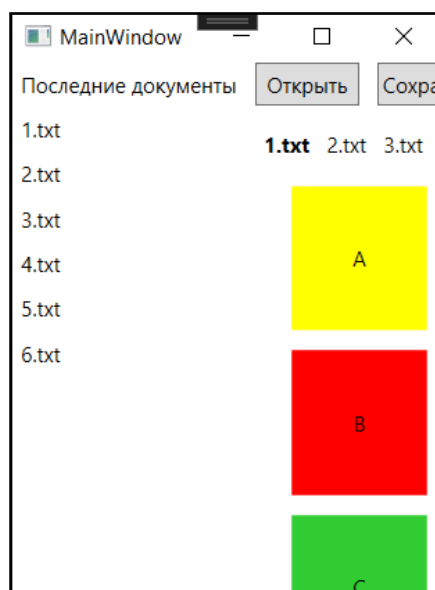 MainWindow
Последние документы
Открыть
Сохра
1.txt
2.txt
3.txt
4.txt
5.txt
6.txt
1.txt 2.txt 3.txt
A
B
C